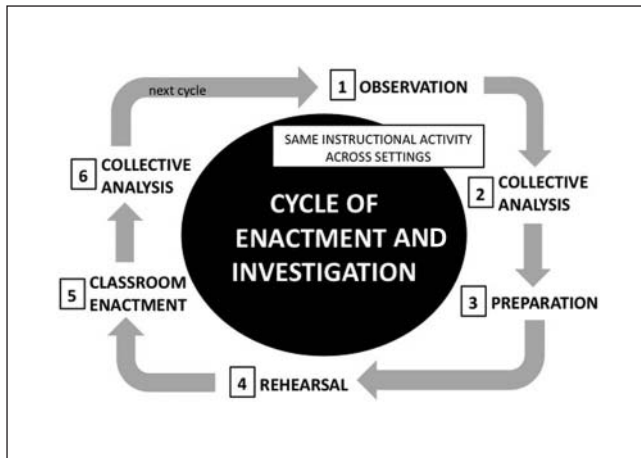 next cycle
1 OBSERVATION
SAME INSTRUCTIONAL ACTIVITY
ACROSS SETTINGS
2 COLLECTIVE
ANALYSIS
3 PREPARATION
4 REHEARSAL
5 CLASSROOM
ENACTMENT
6 COLLECTIVE
ANALYSIS
CYCLE OF
ENACTMENT AND
INVESTIGATION